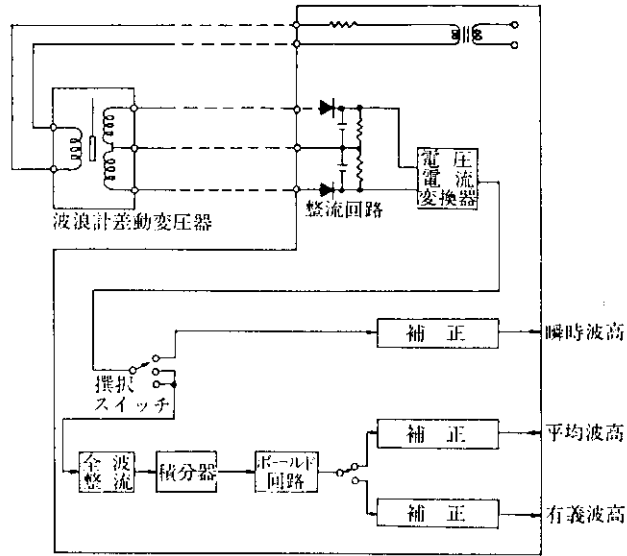 波浪計差動変圧器
整流回路
電圧
電流
変換器
補正
瞬時波高
撰択
スイッチ
全波
整流
積分器
ホールド
回路
補正
平均波高
補正
有義波高